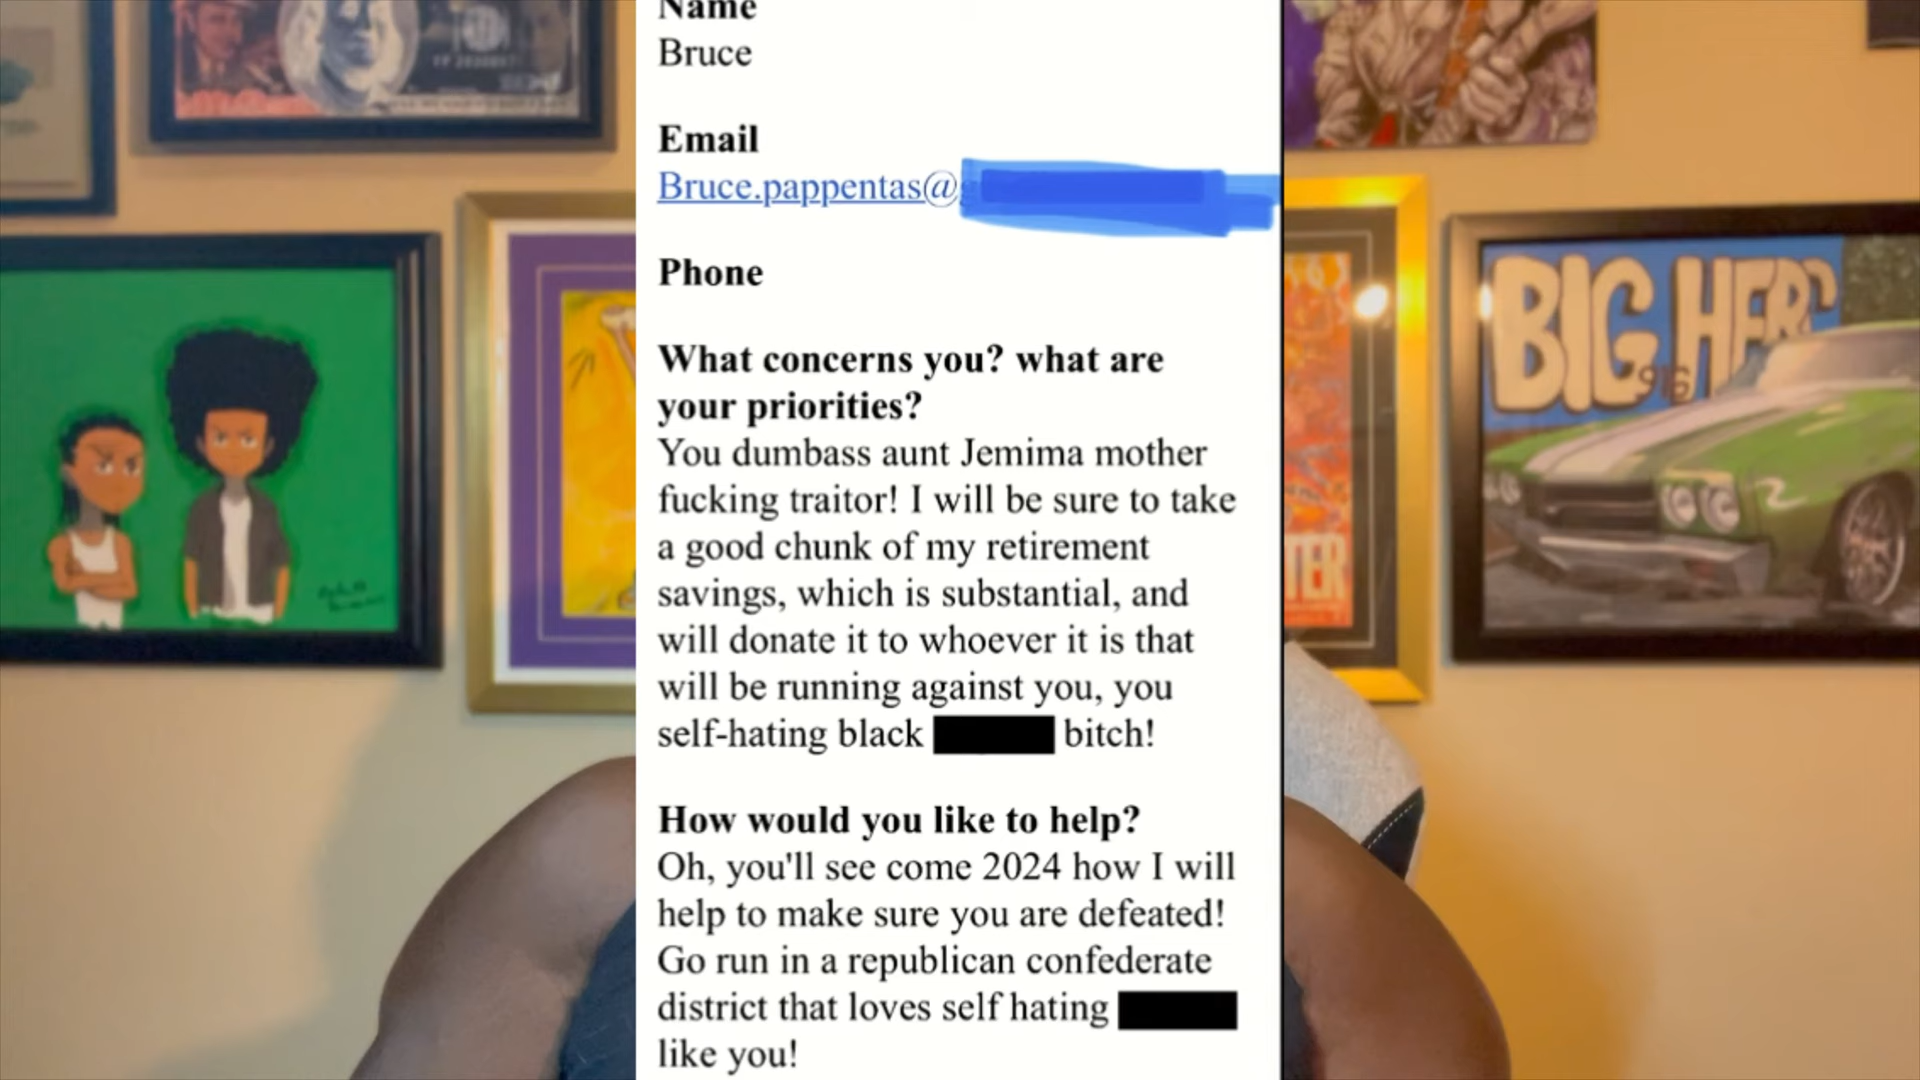 Name
Bruce
Email
Bruce.pappentas@
Phone
What concerns you? what are
your priorities?
You dumbass aunt Jemima mother
fucking traitor! I will be sure to take
a good chunk of my retirement
savings, which is substantial, and
will donate it to whoever it is that
will be running against you, you
self-hating black bitch!
How would you like to help?
Oh, you'll see come 2024 how I will
help to make sure you are defeated!
Go run in a republican confederate
district that loves self hating
like you!
BIG HERC
916